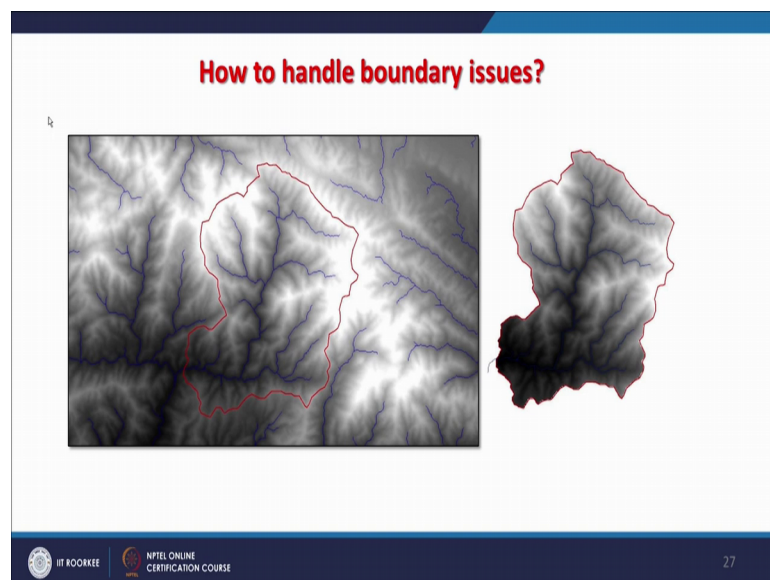 How to handle boundary issues?
IIT ROORKEE
NPTEL ONLINE
CERTIFICATION COURSE
27